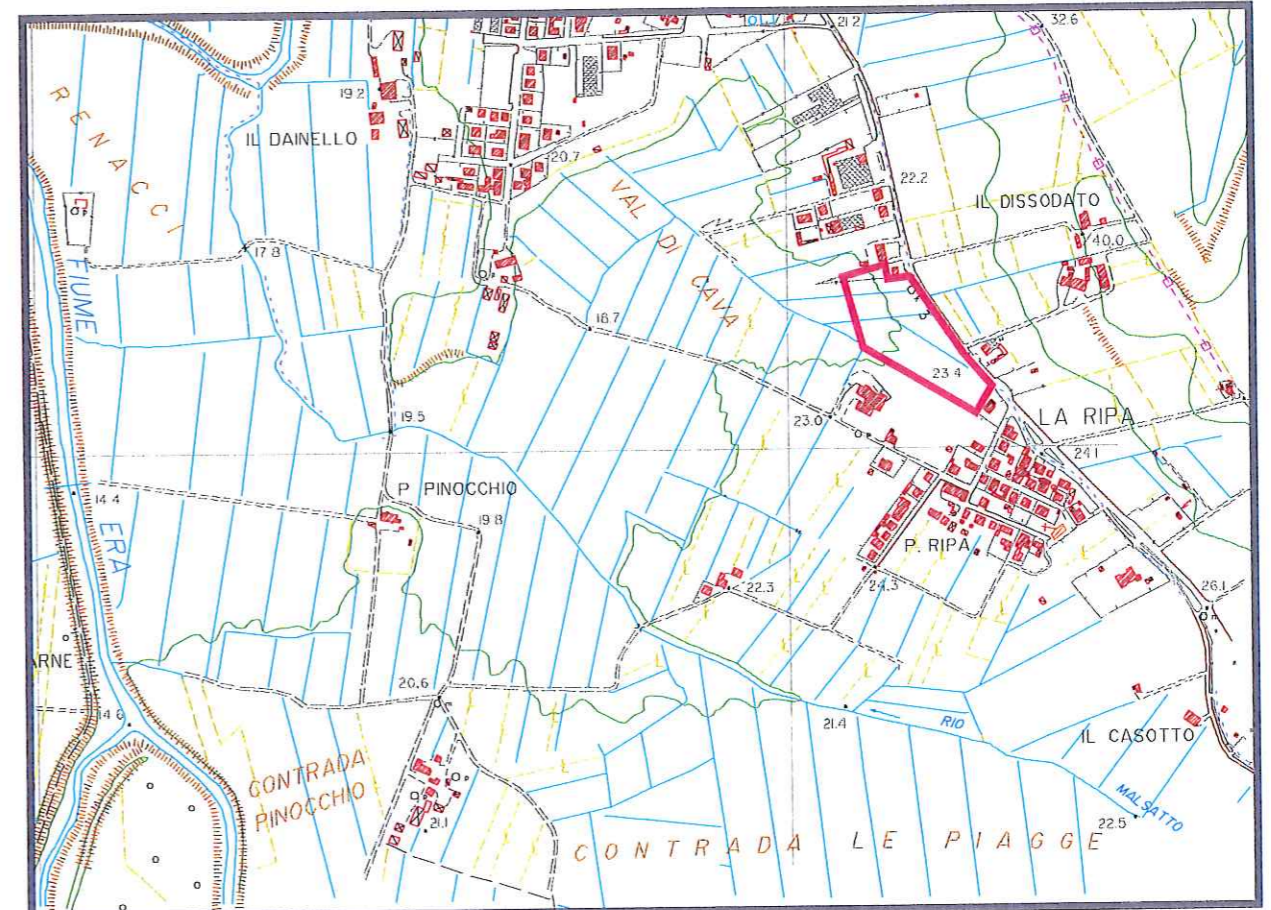 21.2
32.6
RENACCI
19.2
IL DAINELLO
20.7
VAL DI CAVA
22.2
IL DISSODATO
40.0
17.8
FIUME ERA
18.7
23.4
19.5
23.0
LA RIPA
24.1
14.4
P. PINOCCHIO
19.8
P. RIPA
22.3
24.3
26.1
ARNE
20.6
14.6
21.4
RIO MALSATTO
IL CASOTTO
CONTRADA
PINOCCHIO
21.1
22.5
CONTRADA LE PIAGGE